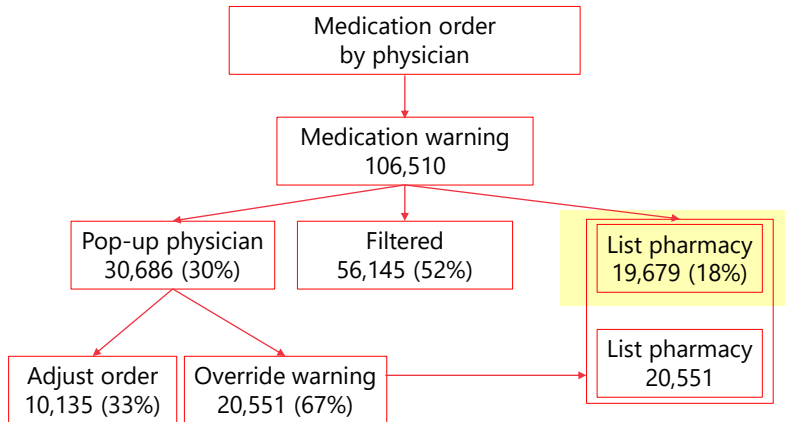 Medication order
by physician
Medication warning
106,510
Pop-up physician
30,686 (30%)
Filtered
56,145 (52%)
List pharmacy
19,679 (18%)
Adjust order
10,135 (33%)
Override warning
20,551 (67%)
List pharmacy
20,551